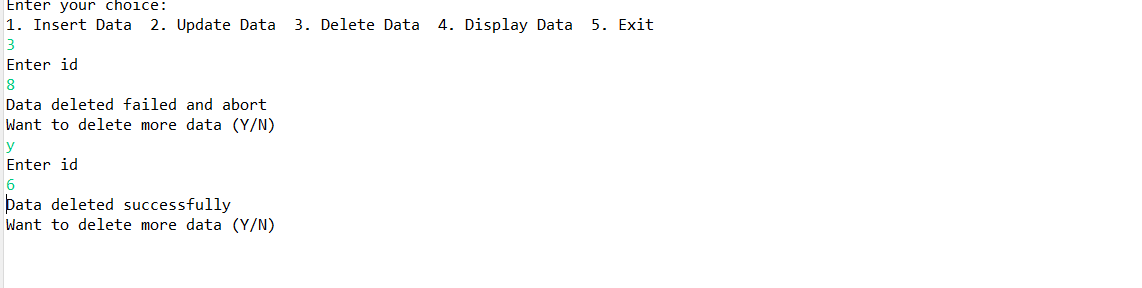 Enter your choice:
1. Insert Data  2. Update Data  3. Delete Data  4. Display Data  5. Exit
3
Enter id
8
Data deleted failed and abort
Want to delete more data (Y/N)
y
Enter id
6
Data deleted successfully
Want to delete more data (Y/N)